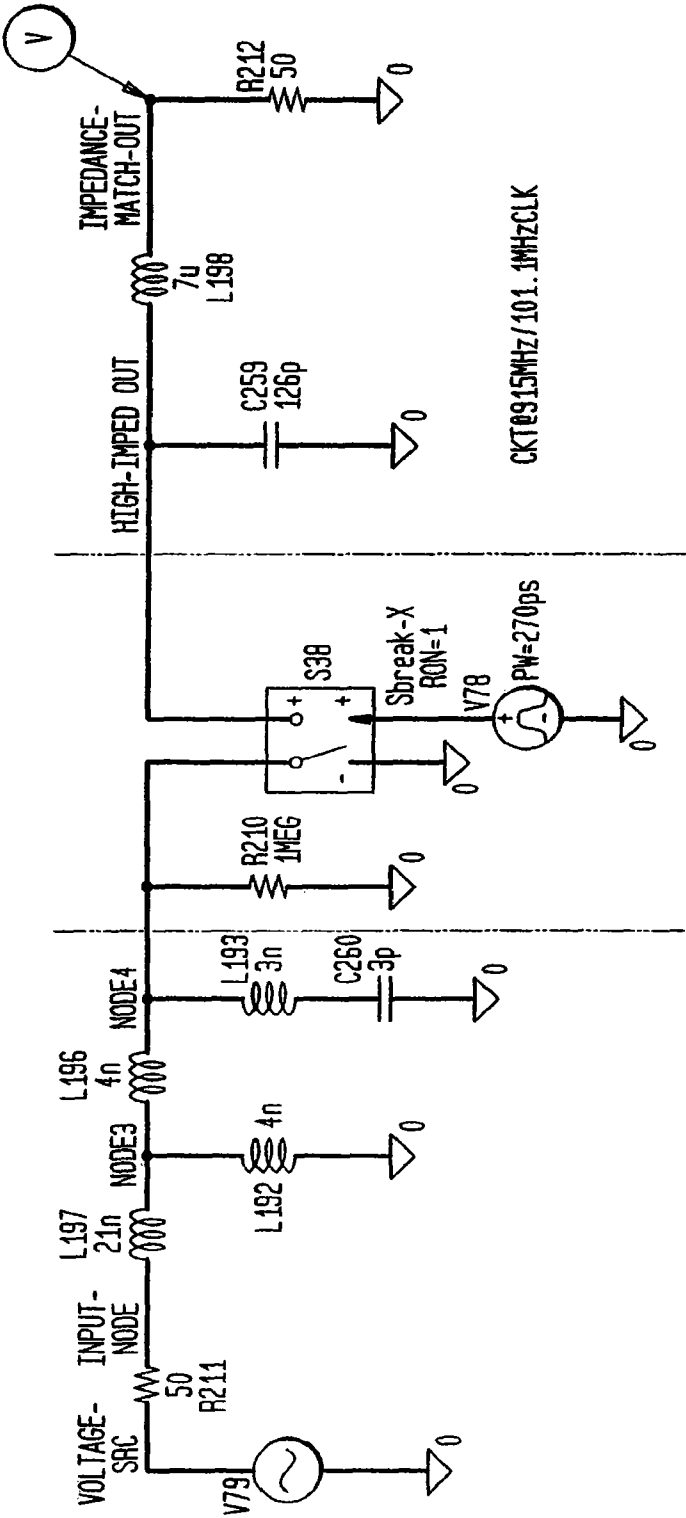 VOLTAGE-
SRC
V79
0
50
R211
INPUT-
NODE
L197
21n
NODE3
L192
4n
0
L196
4n
NODE4
L193
3n
C260
3p
0
R210
1MEG
0
S38
+
+
-
0
Sbreak-X
RON=1
V78
+
-
PW=270ps
0
HIGH-IMPED OUT
C259
126p
0
7u
L198
IMPEDANCE-
MATCH-OUT
V
R212
50
0
CKT@915MHz/101.1MHzCLK